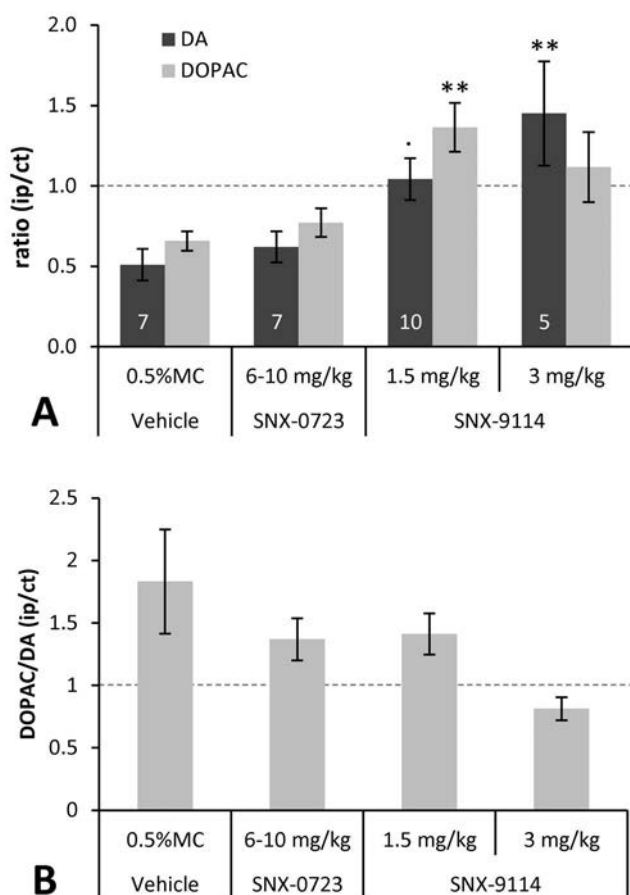 2.0
DA
DOPAC
**
**
1.5
.
1.0
ratio (ip/ct)
0.5
7
7
10
5
0.0
0.5%MC
6-10 mg/kg
1.5 mg/kg
3 mg/kg
A
Vehicle
SNX-0723
SNX-9114
2.5
2
1.5
DOPAC/DA (ip/ct)
1
0.5
0
0.5%MC
6-10 mg/kg
1.5 mg/kg
3 mg/kg
B
Vehicle
SNX-0723
SNX-9114